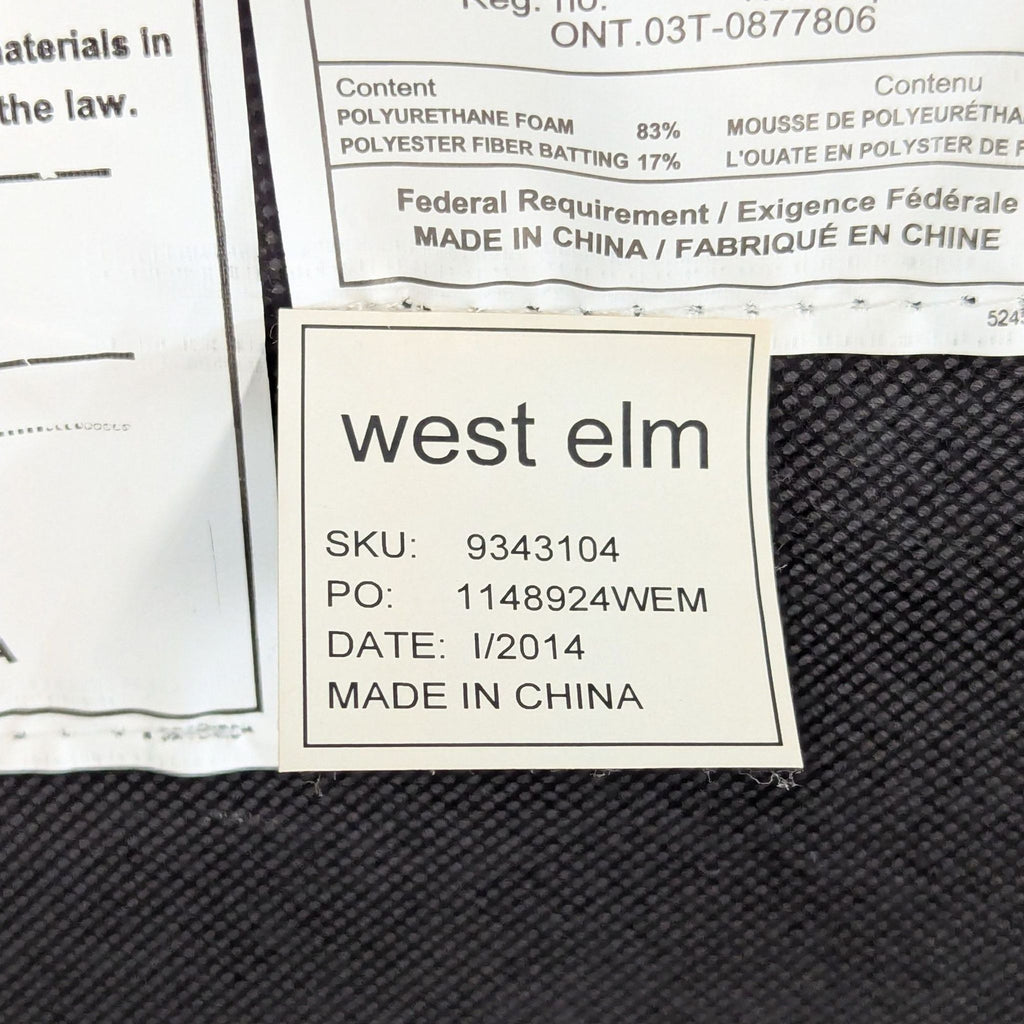 materials in
the law.
Reg. no.
ONT.03T-0877806
Content Contenu
POLYURETHANE FOAM 83% MOUSSE DE POLYEURÉTHA
POLYESTER FIBER BATTING 17% L'OUATE EN POLYSTER DE F
Federal Requirement / Exigence Fédérale
MADE IN CHINA / FABRIQUÉ EN CHINE
524
west elm
SKU: 9343104
PO: 1148924WEM
DATE: I/2014
MADE IN CHINA
A